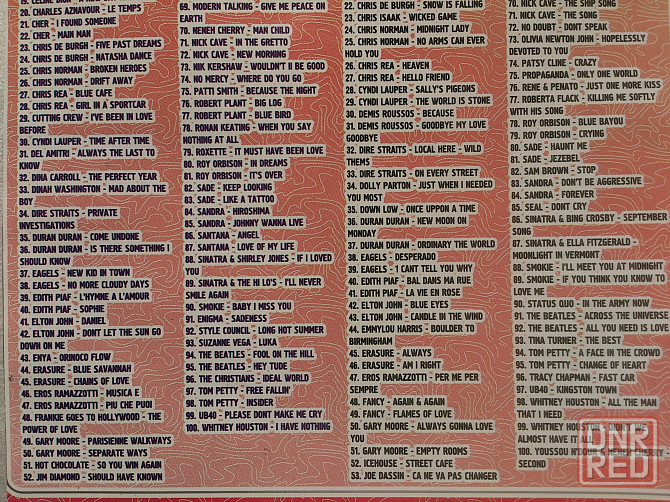 19. CELINE DION
20. CHARLES AZNAVOUR - LE TEMPS
21. CHER - I FOUND SOMEONE
22. CHER - MAIN MAN
23. CHRIS DE BURGH - FIVE PAST DREAMS
24. CHRIS DE BURGH - NATASHA DANCE
25. CHRIS NORMAN - BROKEN HEROES
26. CHRIS NORMAN - DRIFT AWAY
27. CHRIS REA - BLUE CAFE
28. CHRIS REA - GIRL IN A SPORTCAR
29. CUTTING CREW - I'VE BEEN IN LOVE
BEFORE
30. CYNDI LAUPER - TIME AFTER TIME
31. DEL AMITRI - ALWAYS THE LAST TO
KNOW
32. DINA CARROLL - THE PERFECT YEAR
33. DINAH WASHINGTON - MAD ABOUT THE
BOY
34. DIRE STRAITS - PRIVATE
INVESTIGATIONS
35. DURAN DURAN - COME UNDONE
36. DURAN DURAN - IS THERE SOMETHING I
SHOULD KNOW
37. EAGELS - NEW KID IN TOWN
38. EAGELS - NO MORE CLOUDY DAYS
39. EDITH PIAF - L'HYMNE A L'AMOUR
40. EDITH PIAF - SOPHIE
41. ELTON JOHN - DANIEL
42. ELTON JOHN - DONT LET THE SUN GO
DOWN ON ME
43. ENYA - ORINOCO FLOW
44. ERASURE - BLUE SAVANNAH
45. ERASURE - CHAINS OF LOVE
46. EROS RAMAZZOTTI - MUSICA E
47. EROS RAMAZZOTTI - PIU CHE PUOI
48. FRANKIE GOES TO HOLLYWOOD - THE
POWER OF LOVE
49. GARY MOORE - PARISIENNE WALKWAYS
50. GARY MOORE - SEPARATE WAYS
51. HOT CHOCOLATE - SO YOU WIN AGAIN
52. JIM DIAMOND - SHOULD HAVE KNOWN
69. MODERN TALKING - GIVE ME PEACE ON
EARTH
70. NENEH CHERRY - MAN CHILD
71. NICK CAVE - IN THE GRETTO
72. NICK CAVE - NEW MORNING
73. NIK KERSHAW - WOULDN'T B GOOD
74. NO MERCY - WHERE DO YOU GO
75. PATTI SMITH - BECAUSE THE NIGHT
76. ROBERT PLANT - BIG LOG
77. ROBERT PLANT - BLUE BIRD
78. RONAN KEATING - WHEN YOU SAY
NOTHING AT ALL
79. ROXETTE - IT MUST HAVE BEEN LOVE
80. ROY ORBISON - IN DREAMS
81. ROY ORBISON - IT'S OVER
82. SADE - KEEP LOOKING
83. SADE - LIKE A TATTOO
84. SANDRA - HIROSHIMA
85. SANDRA - JOHNNY WANNA LIVE
86. SANTANA - ANGEL
87. SANTANA - LOVE OF MY LIFE
88. SINATRA & SHIRLEY JONES - IF I LOVED
YOU
89. SINATRA & THE HI LO'S - I'LL NEVER
SMILE AGAIN
90. SMOKIE - BABY I MISS YOU
91. ENIGMA - SADENESS
92. STYLE COUNCIL - LONG HOT SUMMER
93. SUZANNE VEGA - LUKA
94. THE BEATLES - FOOL ON THE HILL
95. THE BEATLES - HEY TUDE
96. THE CHRISTIANS - IDEAL WORLD
97. TOM PETTY - FREE FALLIN'
98. TOM PETTY - INSIDER
99. UB40 - PLEASE DONT MAKE ME CRY
100. WHITNEY HOUSTON - I HAVE NOTHING
22. CHRIS DE BURGH - SNOW IS FALLING
23. CHRIS ISAAK - WICKED GAME
24. CHRIS NORMAN - MIDNIGHT LADY
25. CHRIS NORMAN - NO ARMS CAN EVER
HOLD YOU
26. CHRIS REA - HEAVEN
27. CHRIS REA - HELLO FRIEND
28. CYNDI LAUPER - SALLY'S PIGEONS
29. CYNDI LAUPER - THE WORLD IS STONE
30. DEMIS ROUSSOS - BECAUSE
31. DEMIS ROUSSOS - GOODBYE MY LOVE
GOODBYE
32. DIRE STRAITS - LOCAL HERE - WILD
THEMS
33. DIRE STRAITS - ON EVERY STREET
34. DOLLY PARTON - JUST WHEN I NEEDED
YOU MOST
35. DOWN LOW - ONCE UPON A TIME
36. DURAN DURAN - NEW MOON ON
MONDAY
37. DURAN DURAN - ORDINARY THE WORLD
38. EAGELS - DESPERADO
39. EAGELS - I CANT TELL YOU WHY
40. EDITH PIAF - BAL DANS MA RUE
41. EDITH PIAF - LA VIE EN ROSE
42. ELTON JOHN - BLUE EYES
43. ELTON JOHN - CANDLE IN THE WIND
44. EMMYLOU HARRIS - BOULDER TO
BIRMINGHAM
45. ERASURE - ALWAYS
46. ERASURE - AM I RIGHT
47. EROS RAMAZZOTTI - PER ME PER
SEMPRE
48. FANCY - AGAIN & AGAIN
49. FANCY - FLAMES OF LOVE
50. GARY MOORE - ALWAYS GONNA LOVE
YOU
51. GARY MOORE - EMPTY ROOMS
52. ICEHOUSE - STREET CAFE
53. JOE DASSIN - CA NE VA PAS CHANGER
70. NICK CAVE - THE SHIP SONG
71. NICK CAVE - THE SONG
72. NO DOUBT - DONT SPEAK
73. OLIVIA NEWTON JOHN - HOPELESSLY
DEVOTED TO YOU
74. PATSY CLINE - CRAZY
75. PROPAGANDA - ONLY ONE WORLD
76. RENE & PENATO - JUST ONE MORE KISS
77. ROBERTA FLACK - KILLING ME SOFTLY
WITH HIS SONG
78. ROY ORBISON - BLUE BAYOU
79. ROY ORBISON - CRYING
80. SADE - HAUNT ME
81. SADE - JEZEBEL
82. SAM BROWN - STOP
83. SANDRA - DON'T BE AGGRESSIVE
84. SANDRA - FOREVER
85. SEAL - DONT CRY
86. SINATRA & BING CROSBY - SEPTEMBER
SONG
87. SINATRA & ELLA FITZGERALD -
MOONLIGHT IN VERMONT
88. SMOKIE - I'LL MEET YOU AT MIDNIGHT
89. SMOKIE - IF YOU THINK YOU KNOW TO
LOVE ME
90. STATUS QUO - IN THE ARMY NOW
91. THE BEATLES - ACROSS THE UNIVERSE
92. THE BEATLES - ALL YOU NEED IS LOVE
93. TINA TURNER - THE BEST
94. TOM PETTY - A FACE IN THE CROWD
95. TOM PETTY - CHANGE OF HEART
96. TRACY CHAPMAN - FAST CAR
97. UB40 - KINGSTON TOWN
98. WHITNEY HOUSTON - ALL THE MAN
THAT I NEED
99. WHITNEY HOUSTON - DIDN'T WE
ALMOST HAVE IT ALL
100. YOUSSOU N'DOUR & NENEH CHERRY -
SECOND
DNR
RED